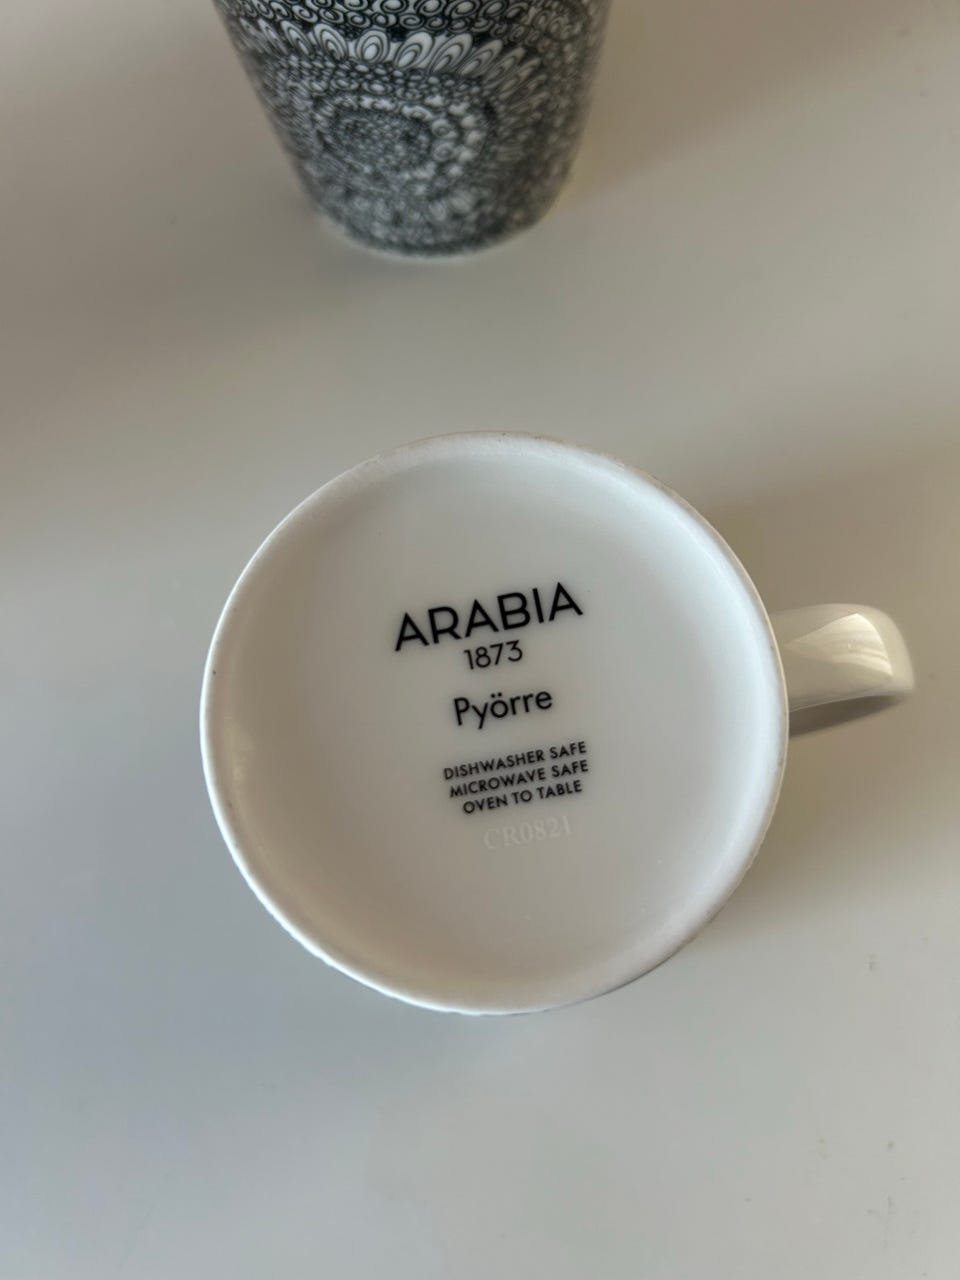 ARABIA
1873
Pyörre
DISHWASHER SAFE
MICROWAVE SAFE
OVEN TO TABLE
CR0821